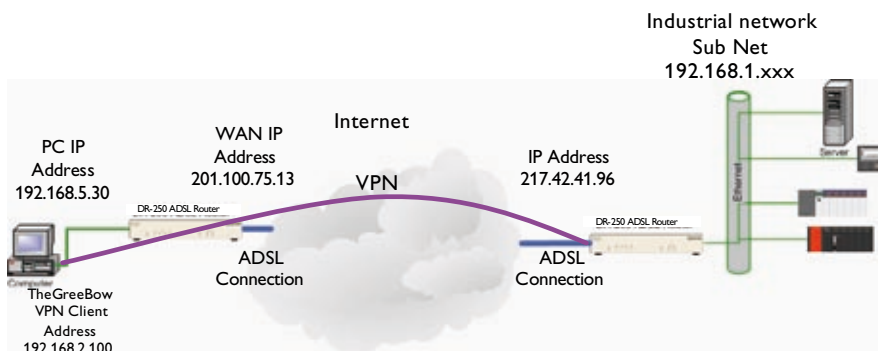 Industrial network
Sub Net
192.168.1.xxx
Internet
WAN IP
Address
201.100.75.13
PC IP
Address
192.168.5.30
IP Address
217.42.41.96
VPN
DR-250 ADSL Router
DR-250 ADSL Router
Server
Ethernet
ADSL
Connection
ADSL
Connection
Computer
TheGreeBow
VPN Client
Address
192.168.2.100